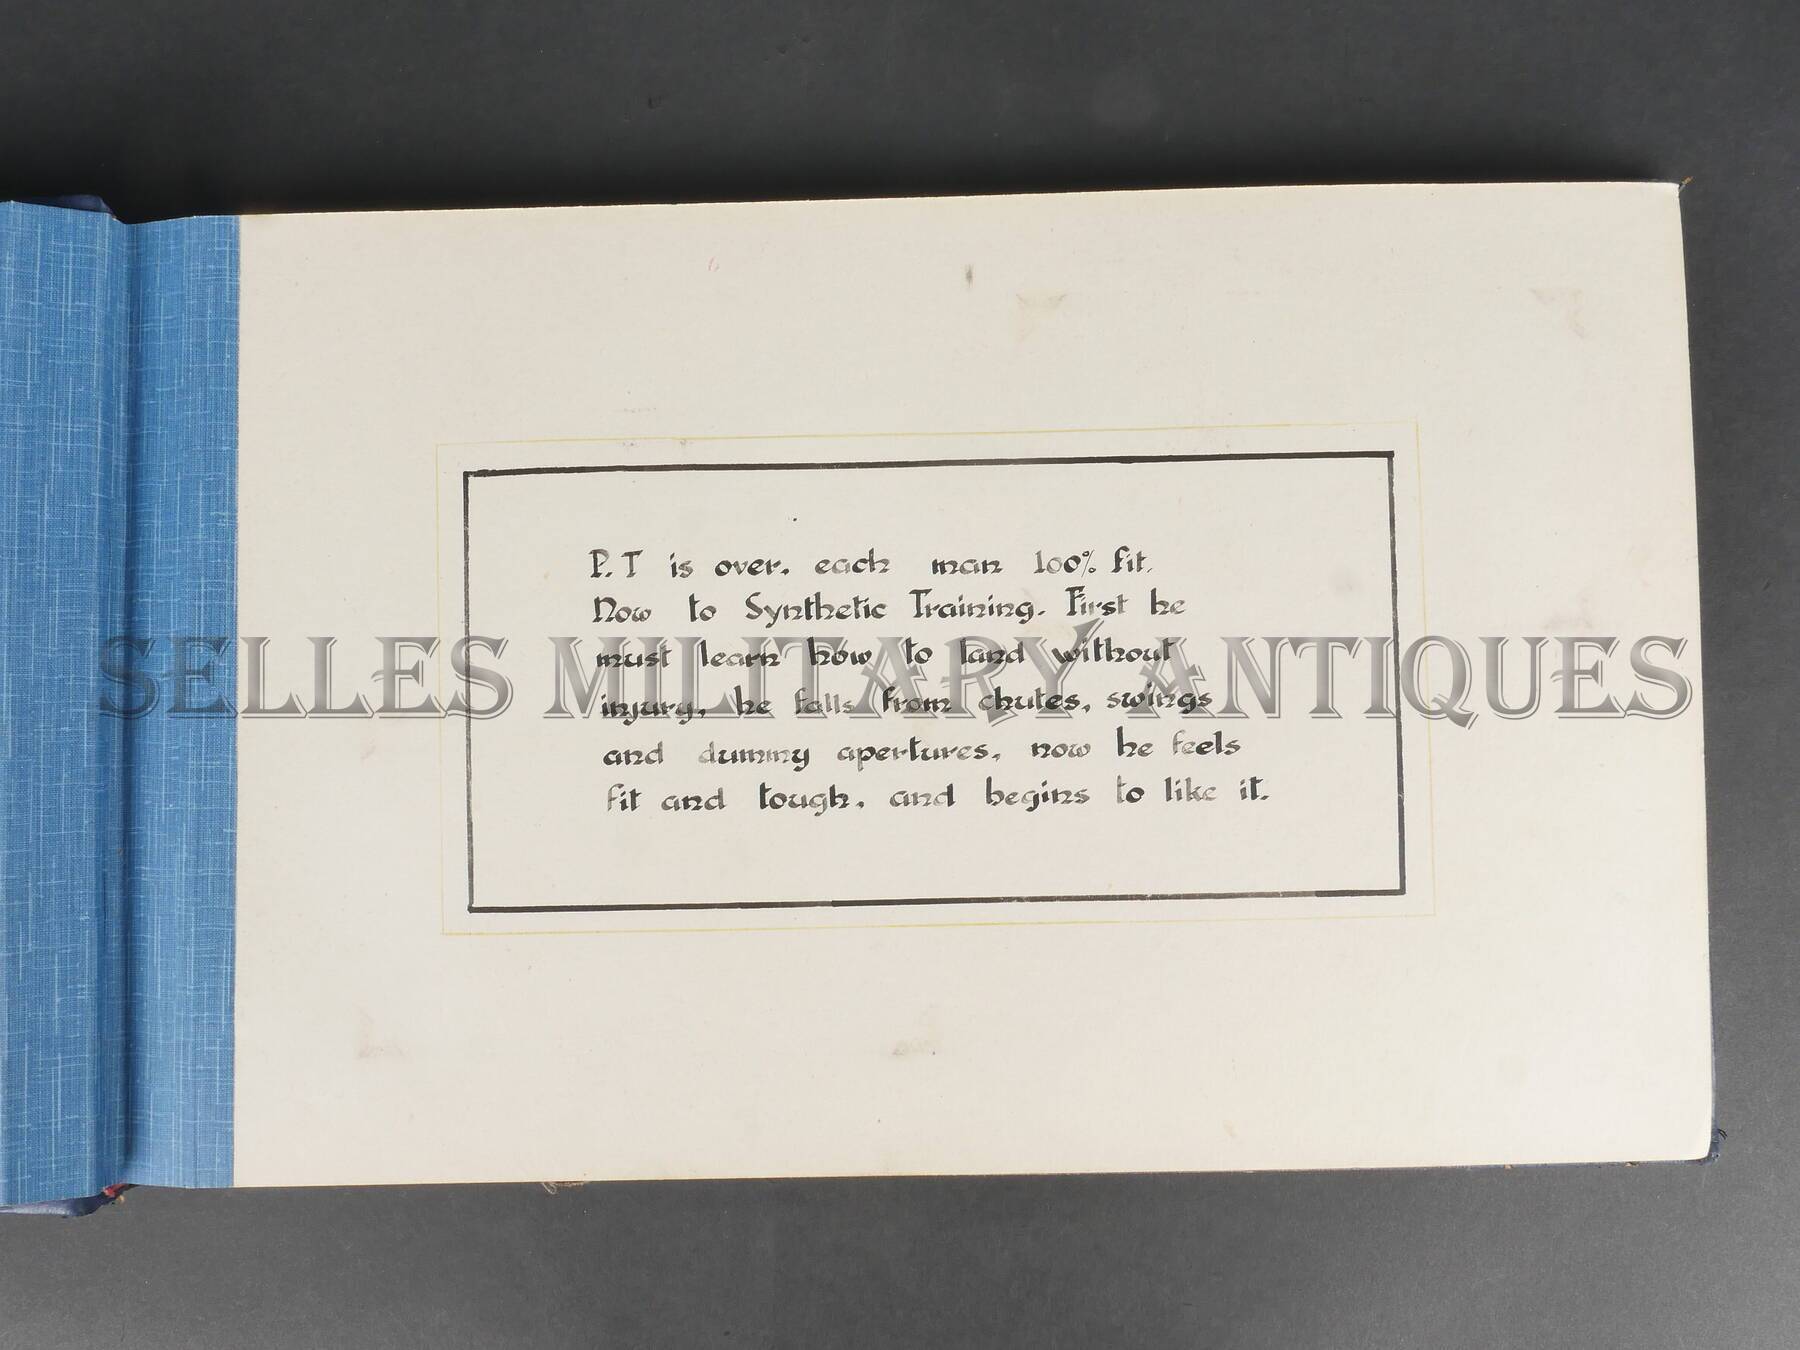 P.T is over. each man 100% fit.
Now to Synthetic Training. First he
must learn how to land without
injury, he falls from chutes, swings
and dummy apertures, now he feels
fit and tough, and begins to like it.
SELLES MILITARY ANTIQUES